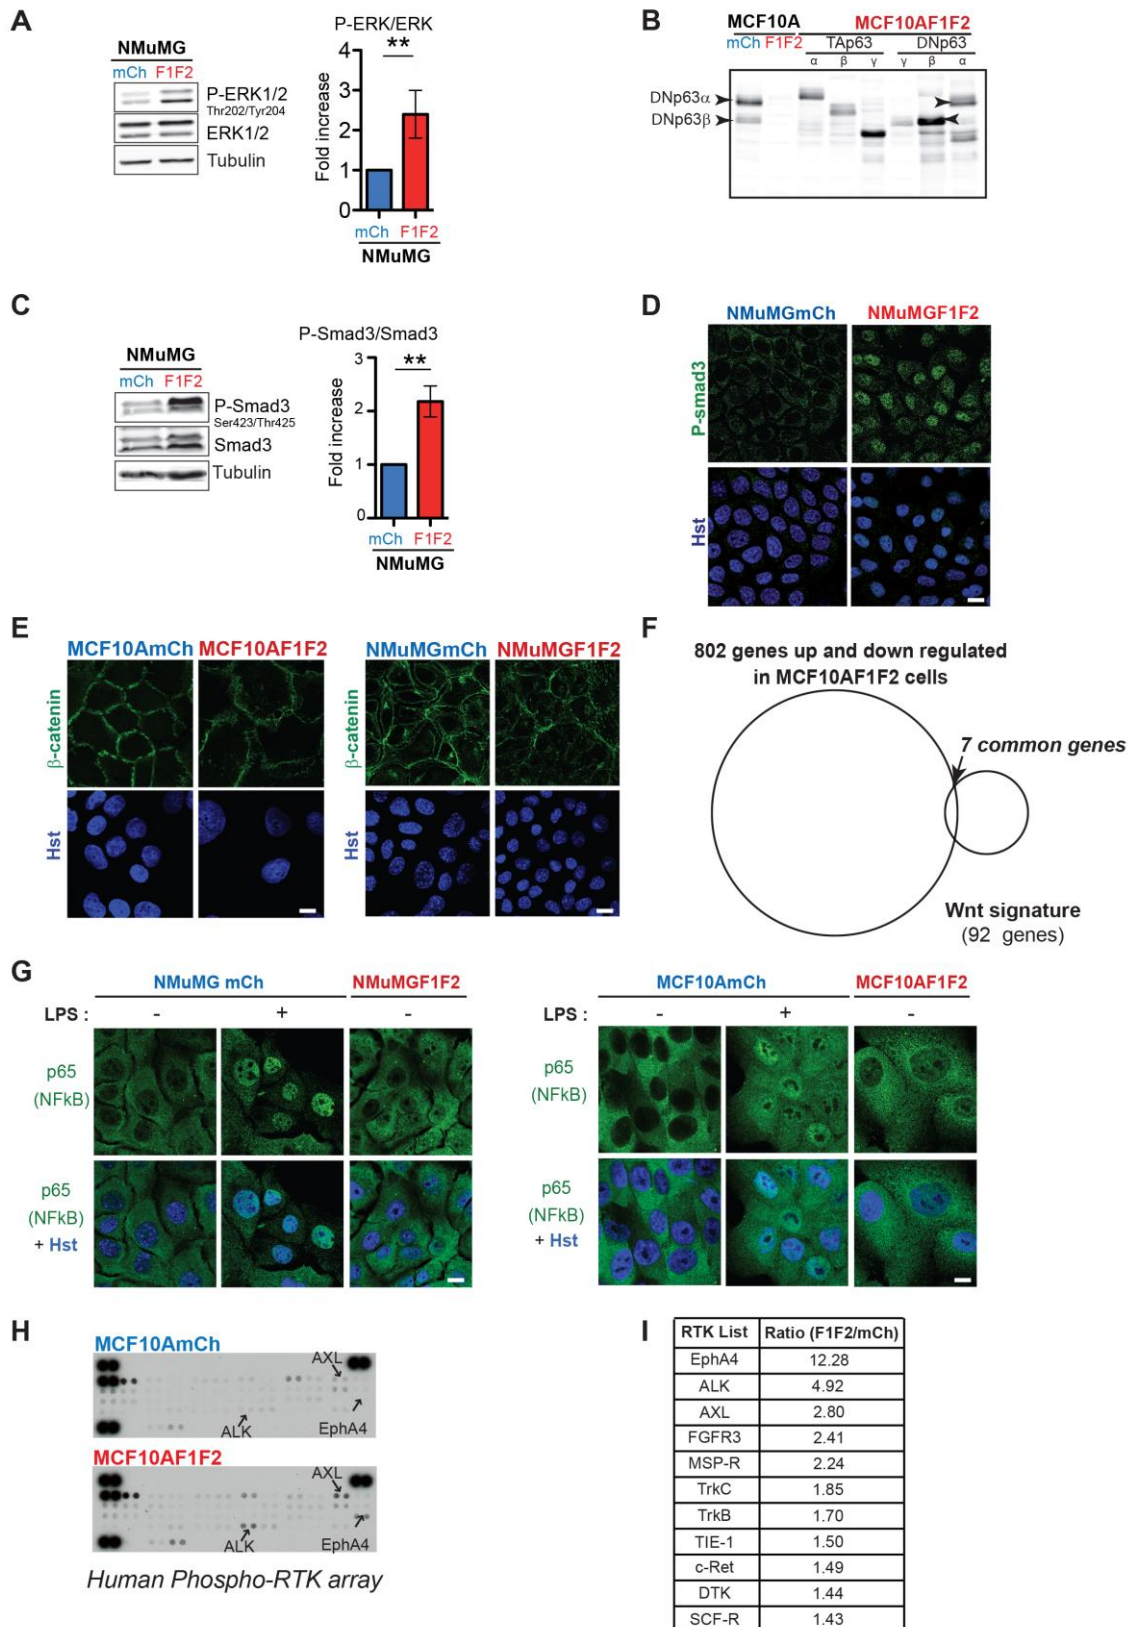 A
NMuMG
mCh F1F2
P-ERK1/2
Thr202/Tyr204
ERK1/2
Tubulin
P-ERK/ERK
**
Fold increase
4
3
2
1
0
mCh F1F2
NMuMG
B
MCF10A MCF10AF1F2
mCh F1F2 TAp63 DNp63
α β γ γ β α
DNp63α
DNp63β
C
NMuMG
mCh F1F2
P-Smad3
Ser423/Thr425
Smad3
Tubulin
P-Smad3/Smad3
**
Fold increase
3
2
1
0
mCh F1F2
NMuMG
D
NMuMGmCh NMuMGF1F2
P-smad3
Hst
E
MCF10AmCh MCF10AF1F2
β-catenin
Hst
NMuMGmCh NMuMGF1F2
β-catenin
Hst
F
802 genes up and down regulated
in MCF10AF1F2 cells
7 common genes
Wnt signature
(92 genes)
G
NMuMG mCh NMuMGF1F2
LPS : - + -
p65
(NFkB)
p65
(NFkB)
+ Hst
MCF10AmCh MCF10AF1F2
LPS : - + -
p65
(NFkB)
p65
(NFkB)
+ Hst
H
MCF10AmCh
AXL
ALK
EphA4
MCF10AF1F2
AXL
ALK
EphA4
Human Phospho-RTK array
I
RTK List Ratio (F1F2/mCh)
EphA4 12.28
ALK 4.92
AXL 2.80
FGFR3 2.41
MSP-R 2.24
TrkC 1.85
TrkB 1.70
TIE-1 1.50
c-Ret 1.49
DTK 1.44
SCF-R 1.43